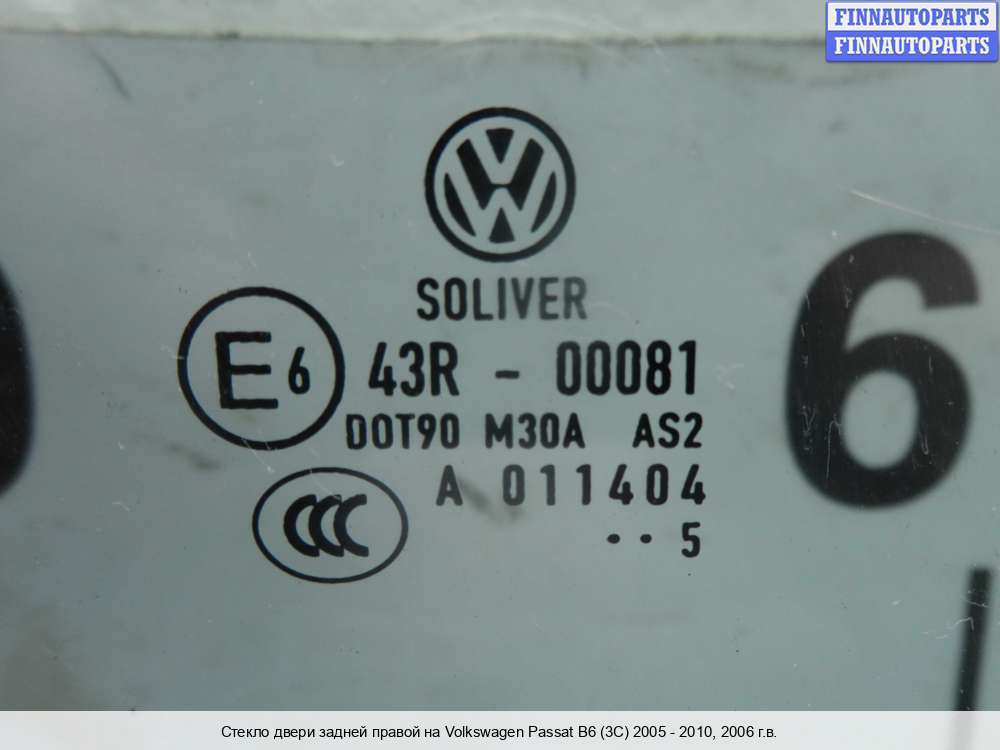 FINNAUTOPARTS
FINNAUTOPARTS
SOLIVER
E6 43R - 00081
DOT90 M30A AS2
A 011404
CCC
·· 5
6
Стекло двери задней правой на Volkswagen Passat B6 (3C) 2005 - 2010, 2006 г.в.